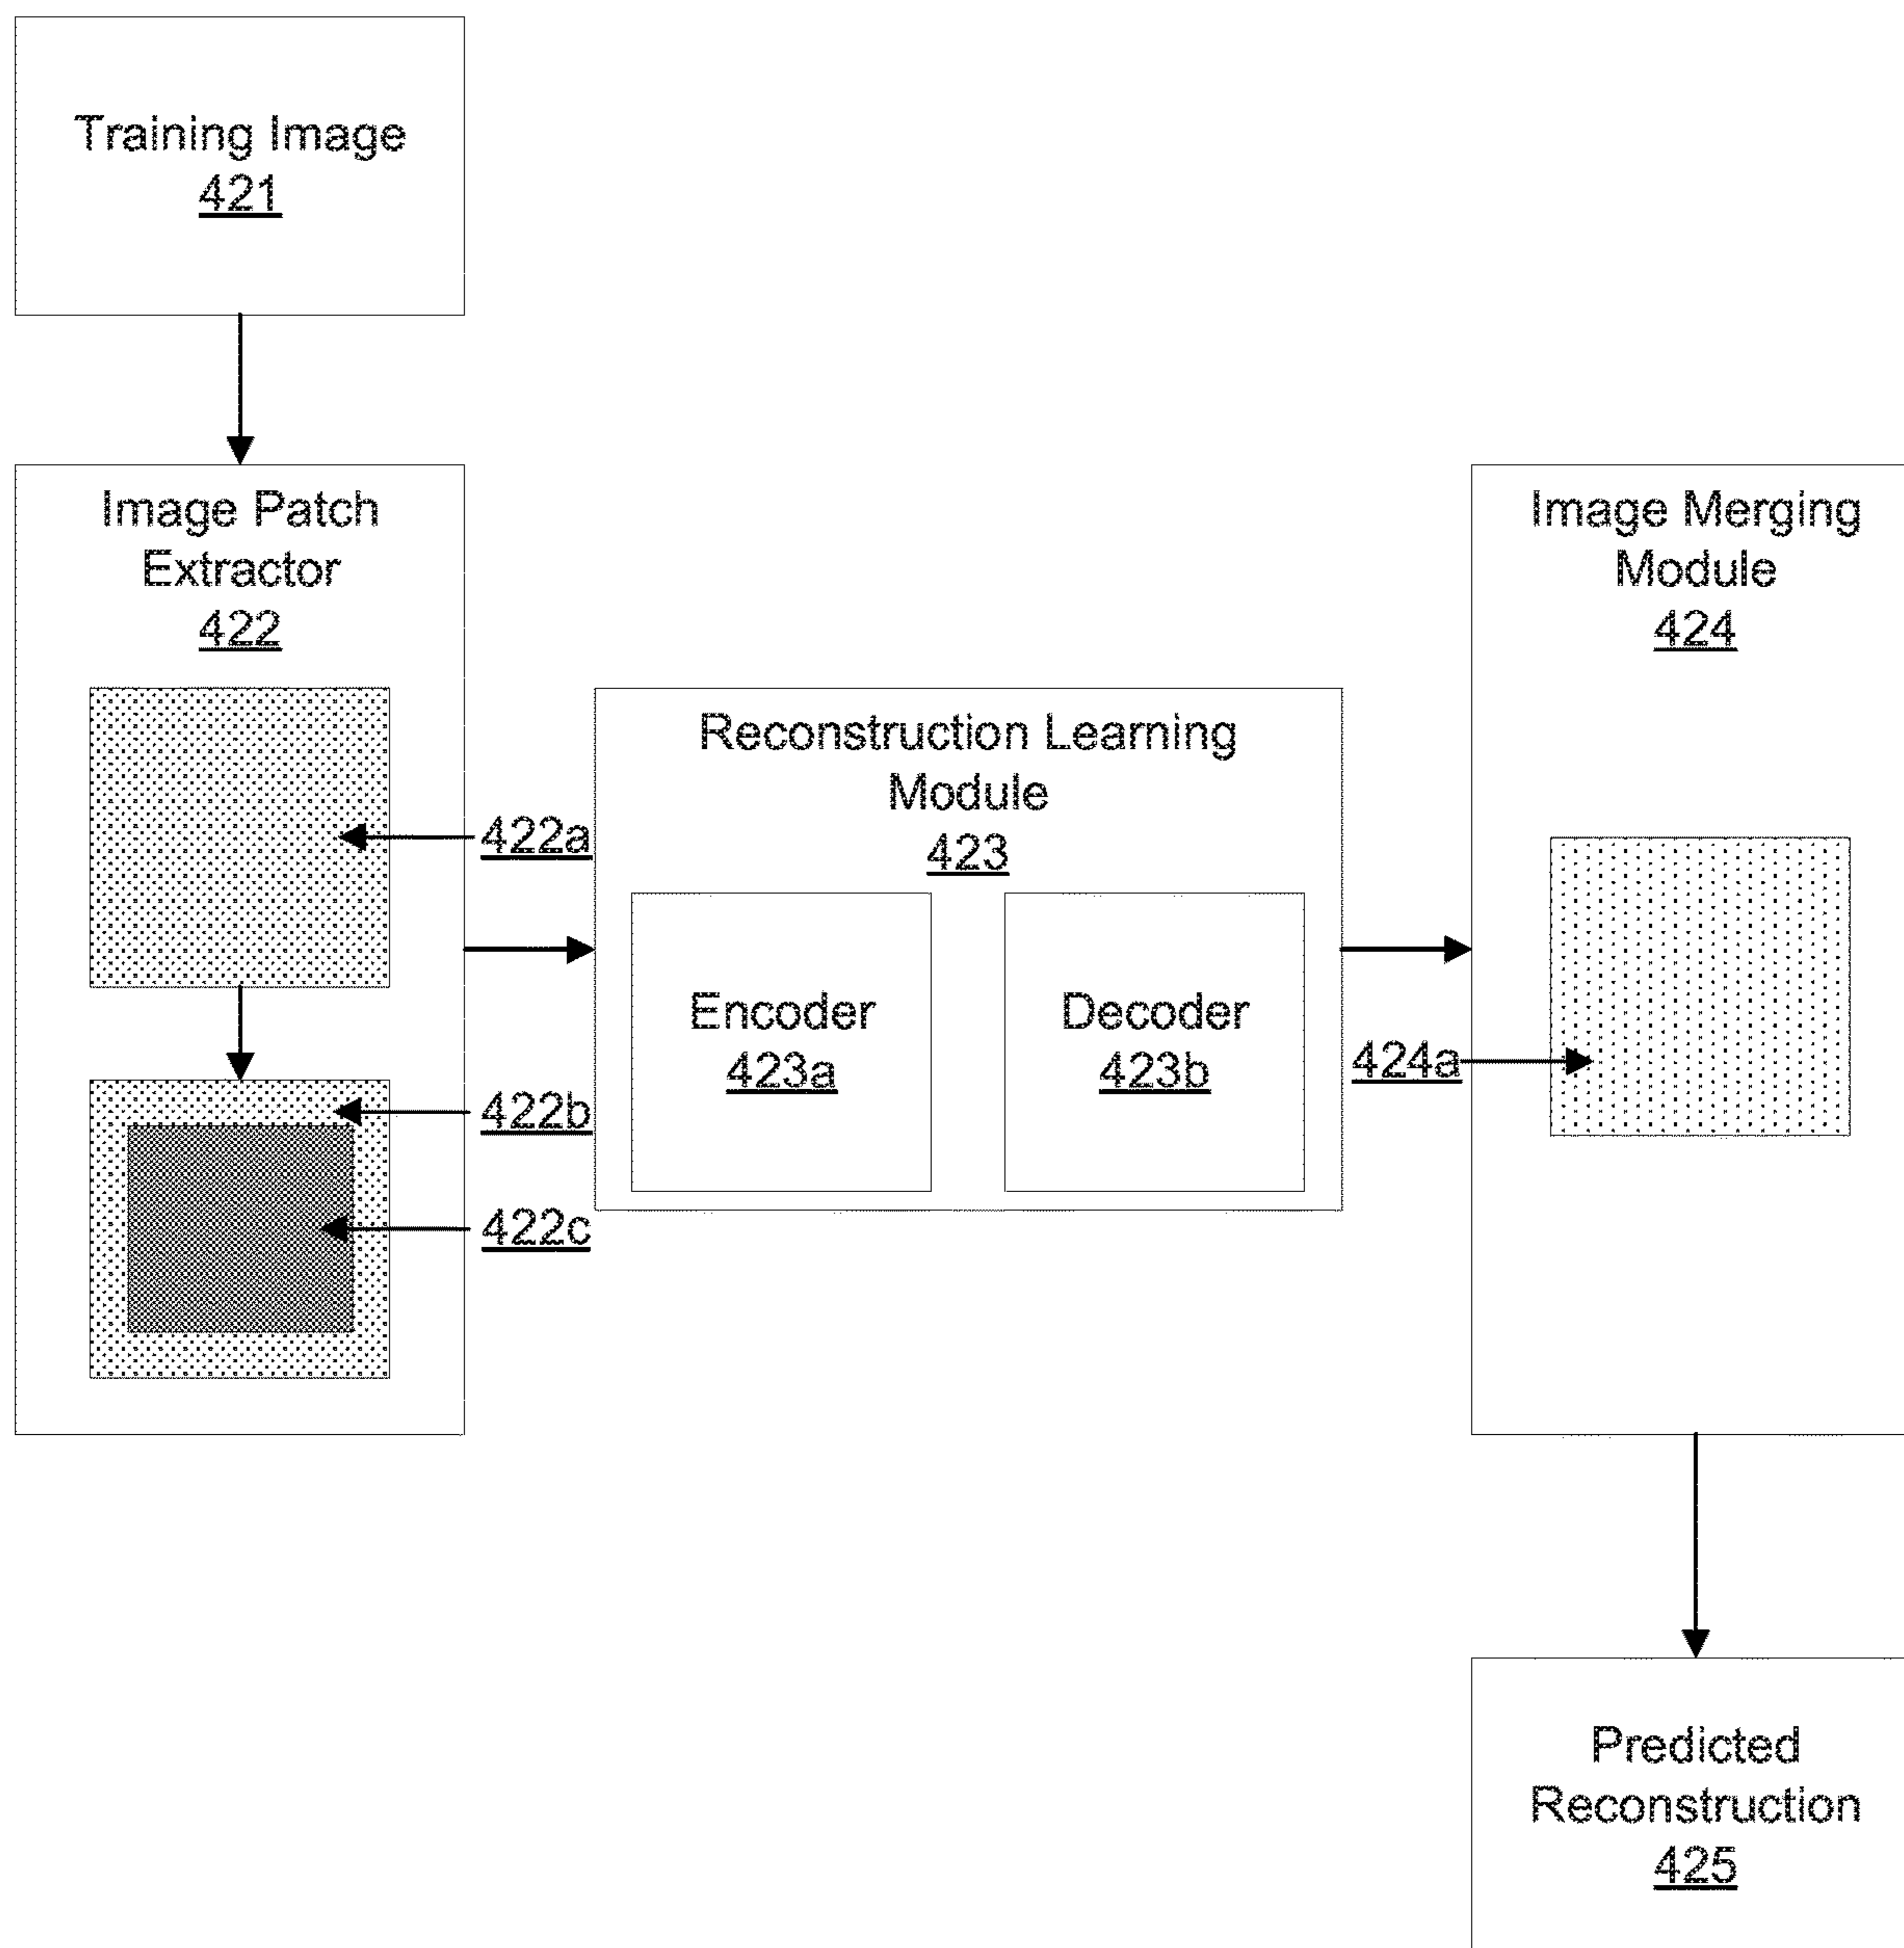 Training Image
421
Image Patch
Extractor
422
422a
422b
422c
Reconstruction Learning
Module
423
Encoder
423a
Decoder
423b
Image Merging
Module
424
424a
Predicted
Reconstruction
425